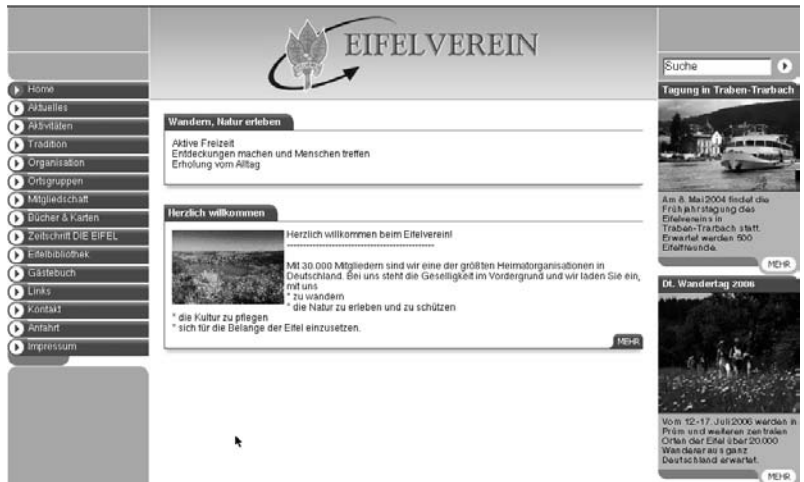 EIFELVEREIN
Home
Aktuelles
Aktivitäten
Tradition
Organisation
Ortsgruppen
Mitgliedschaft
Bücher & Karten
Zeitschrift DIE EIFEL
Eifelbibliothek
Gästebuch
Links
Kontakt
Anfahrt
Impressum
Wandern, Natur erleben
Aktive Freizeit
Entdeckungen machen und Menschen treffen
Erholung vom Alltag
Herzlich willkommen
Herzlich willkommen beim Eifelverein!
------------------------------------------------
Mit 30.000 Mitgliedern sind wir eine der größten Heimatorganisationen in
Deutschland. Bei uns steht die Geselligkeit im Vordergrund und wir laden Sie ein,
mit uns
* zu wandern
* die Natur zu erleben und zu schützen
* die Kultur zu pflegen
* sich für die Belange der Eifel einzusetzen.
MEHR
Suche
Tagung in Traben-Trarbach
Am 8. Mai 2004 findet die
Frühjahrstagung des
Eifelvereins in
Traben-Trarbach statt.
Erwartet werden 500
Eifelfreunde.
MEHR
Dt. Wandertag 2006
Vom 12.-17. Juli 2006 werden in
Prüm und weiteren zentralen
Orten der Eifel über 20.000
Wanderer aus ganz
Deutschland erwartet.
MEHR